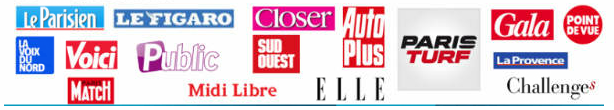 Le Parisien
LE FIGARO
Closer
Auto
Plus
PARIS
TURF
Gala
POINT
DE VUE
LA
VOIX
DU
NORD
Voici
Public
SUD
OUEST
La Provence
PARIS
MATCH
Midi Libre
ELLE
Challenges